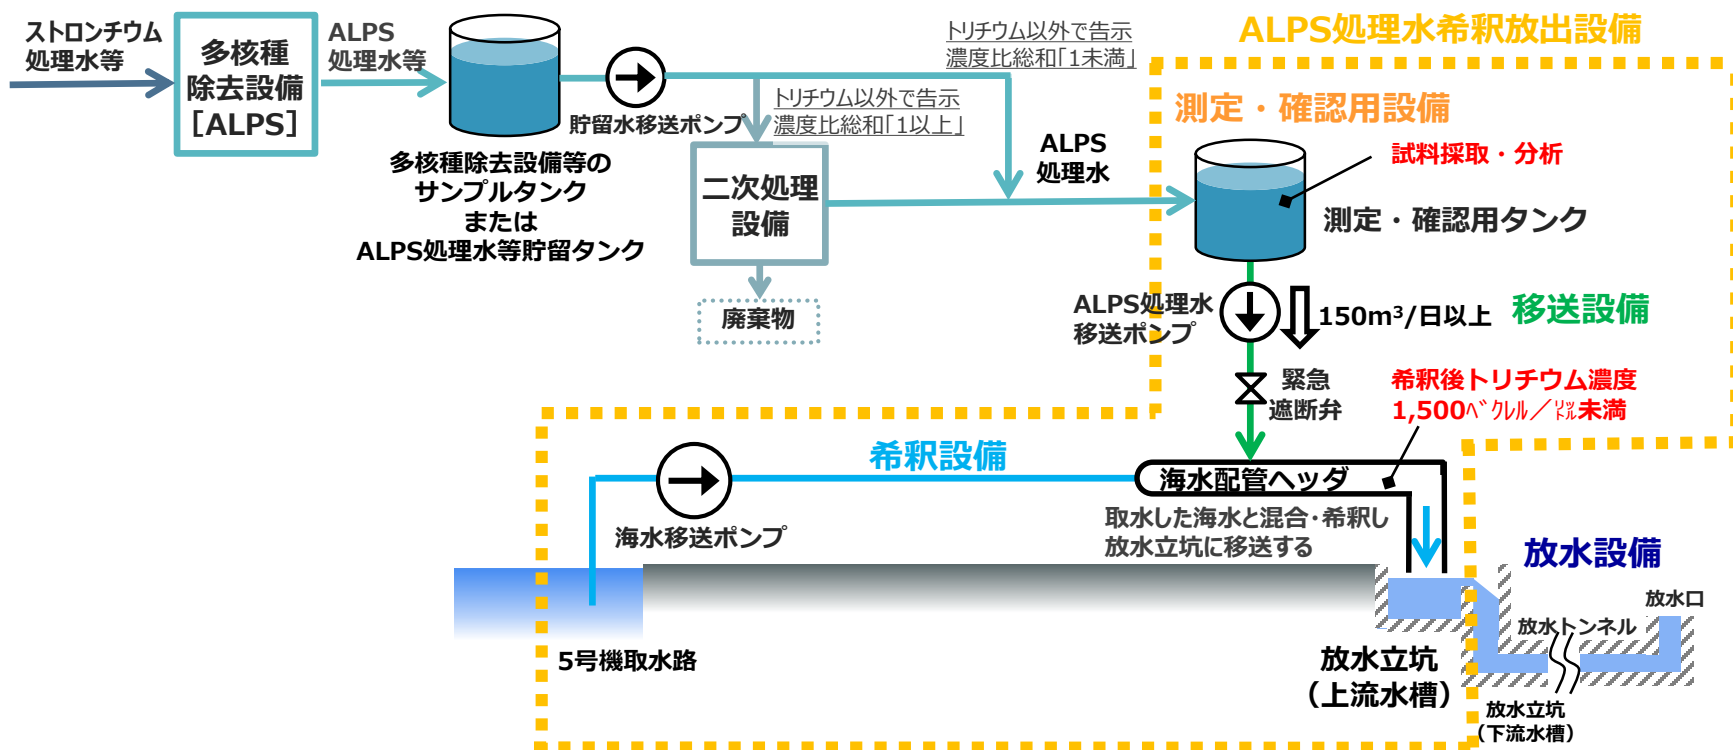 ストロンチウム
処理水等
多核種
除去設備
［ALPS］
ALPS
処理水等
多核種除去設備等の
サンプルタンク
または
ALPS処理水等貯留タンク
貯留水移送ポンプ
トリチウム以外で告示
濃度比総和「1未満」
トリチウム以外で告示
濃度比総和「1以上」
二次処理
設備
廃棄物
ALPS
処理水
ALPS処理水希釈放出設備
測定・確認用設備
試料採取・分析
測定・確認用タンク
ALPS処理水
移送ポンプ
150m³/日以上
移送設備
緊急
遮断弁
希釈後トリチウム濃度
1,500ﾍﾞｸﾚﾙ／㍑未満
希釈設備
海水移送ポンプ
海水配管ヘッダ
取水した海水と混合・希釈し
放水立坑に移送する
5号機取水路
放水設備
放水口
放水トンネル
放水立坑
（上流水槽）
放水立坑
（下流水槽）